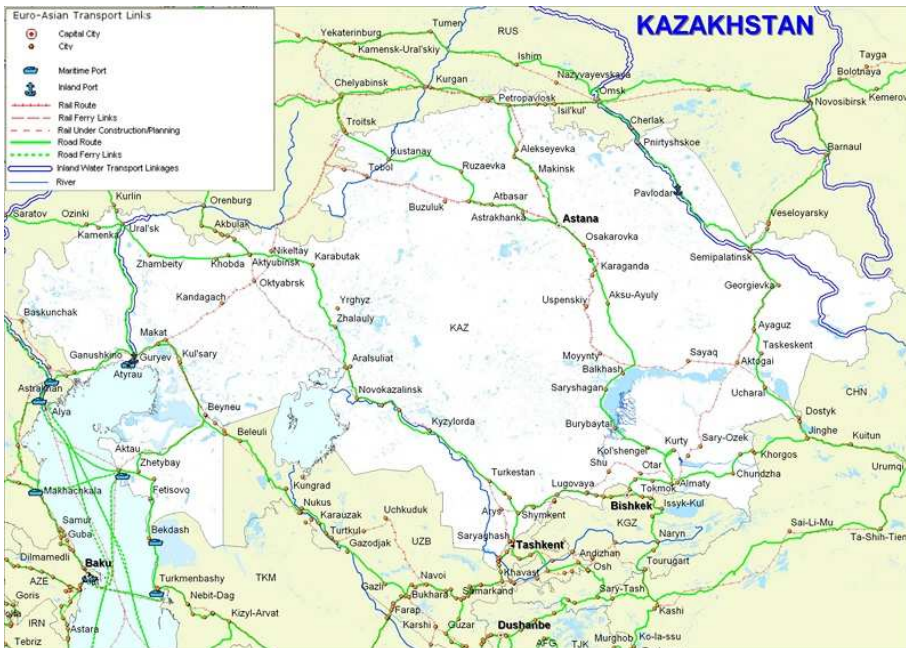 Euro-Asian Transport Links
Capital City
City
Maritime Port
Inland Port
Rail Route
Rail Ferry Links
Rail Under Construction/Planning
Road Route
Road Ferry Links
Inland Water Transport Linkages
River
KAZAKHSTAN
Tumen
RUS
Yekaterinburg
Kamensk-Ural'skiy
Ishim
Tayga
Nazyvayevskaya
Bolotnaya
Chelyabinsk
Kurgan
Omsk
Kemerov
Petropavlosk
Isil'kul'
Novosibirsk
Troitsk
Cherlak
Pnirtyshskoe
Kustanay
Alekseyevka
Barnaul
Tobol
Ruzaevka
Makinsk
Kurlin
Orenburg
Pavlodar
Saratov
Ozinki
Buzuluk
Atbasar
Astrakhanka
Astana
Veseloyarsky
Kamenka
Ural'sk
Akbulak
Osakarovka
Nikeltay
Zhambeity
Khobda
Aktyubinsk
Karabutak
Semipalatinsk
Karaganda
Oktyabrsk
Georgievka
Kandagach
Yrghyz
Uspenskiy
Aksu-Ayuly
Baskunchak
Zhalauly
KAZ
Makat
Ayaguz
Ganushkino
Guryev
Kul'sary
Moyynty
Sayaq
Taskeskent
Atyrau
Aralsuliat
Balkhash
Aktogai
Astrakhan
Novokazalinsk
Saryshagan
Ucharal
CHN
Alya
Beyneu
Burybaytal
Dostyk
Beleuli
Kyzylorda
Jinghe
Kuitun
Aktau
Kol'shenger
Kurty
Sary-Ozek
Zhetybay
Shu
Khorgos
Turkestan
Otar
Urumqi
Makhachkala
Fetisovo
Kungrad
Lugovaya
Tokmok
Almaty
Chundzha
Nukus
Arys
Shymkent
Bishkek
Issyk-Kul
Samur
Karauzak
Uchkuduk
Guba
Bekdash
Turtkul
Saryaghash
KGZ
Sai-Li-Mu
Dilmamedli
Gazodjak
UZB
Tashkent
Naryn
Ta-Shih-Tien
Baku
Andizhan
AZE
Turkmenbashy
TKM
Navoi
Khavast
Osh
Tourugart
Goris
Nebit-Dag
Gazli
Bukhara
Samarkand
Sary-Tash
Kizyl-Arvat
Farap
Kashi
IRN
Astara
Karshi
Guzar
Dushanbe
Tebriz
AFG
TJK
Murghob
Ko-la-ssu